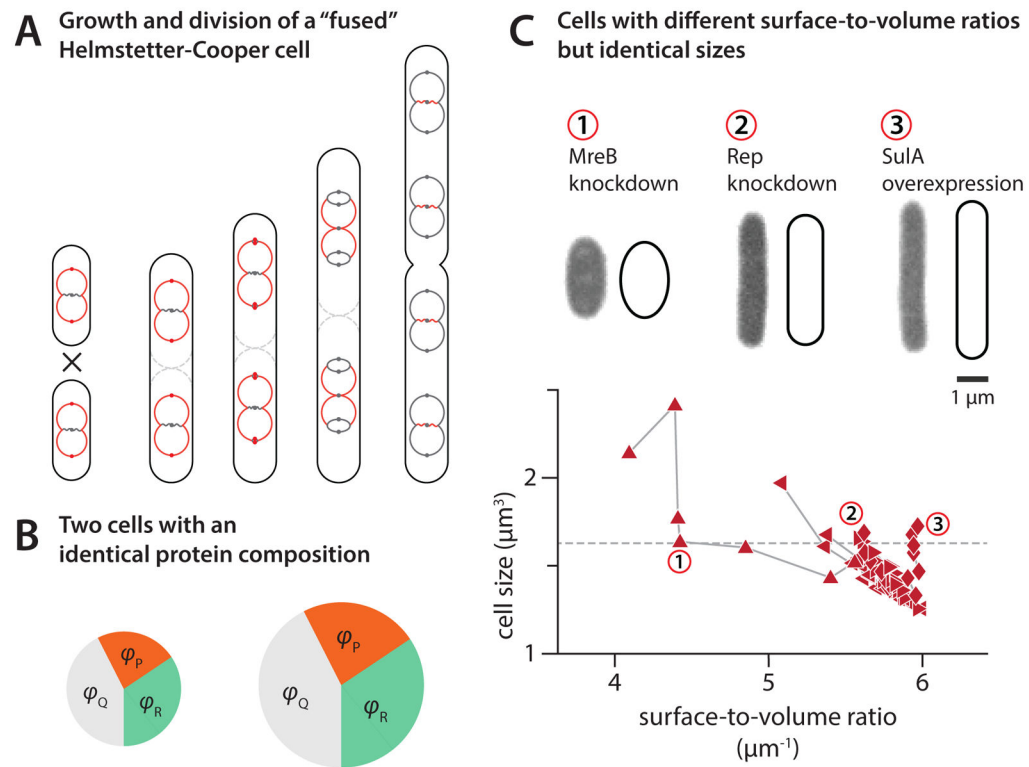 A
Growth and division of a “fused”
Helmstetter-Cooper cell
B
Two cells with an
identical protein composition
φP
φQ
φR
φP
φQ
φR
C
Cells with different surface-to-volume ratios
but identical sizes
1
MreB
knockdown
2
Rep
knockdown
3
SulA
overexpression
1 μm
cell size (μm³)
2
1
1
2
3
4
5
6
surface-to-volume ratio
(μm⁻¹)